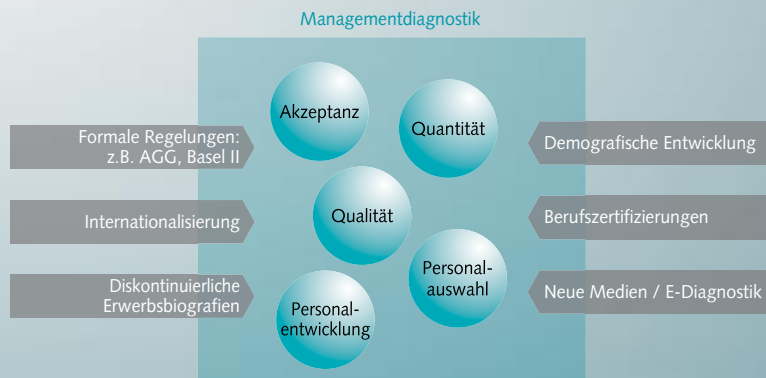 Managementdiagnostik
Akzeptanz
Quantität
Qualität
Personal-
auswahl
Personal-
entwicklung
Formale Regelungen:
z.B. AGG, Basel II
Internationalisierung
Diskontinuierliche
Erwerbsbiografien
Demografische Entwicklung
Berufszertifizierungen
Neue Medien / E-Diagnostik